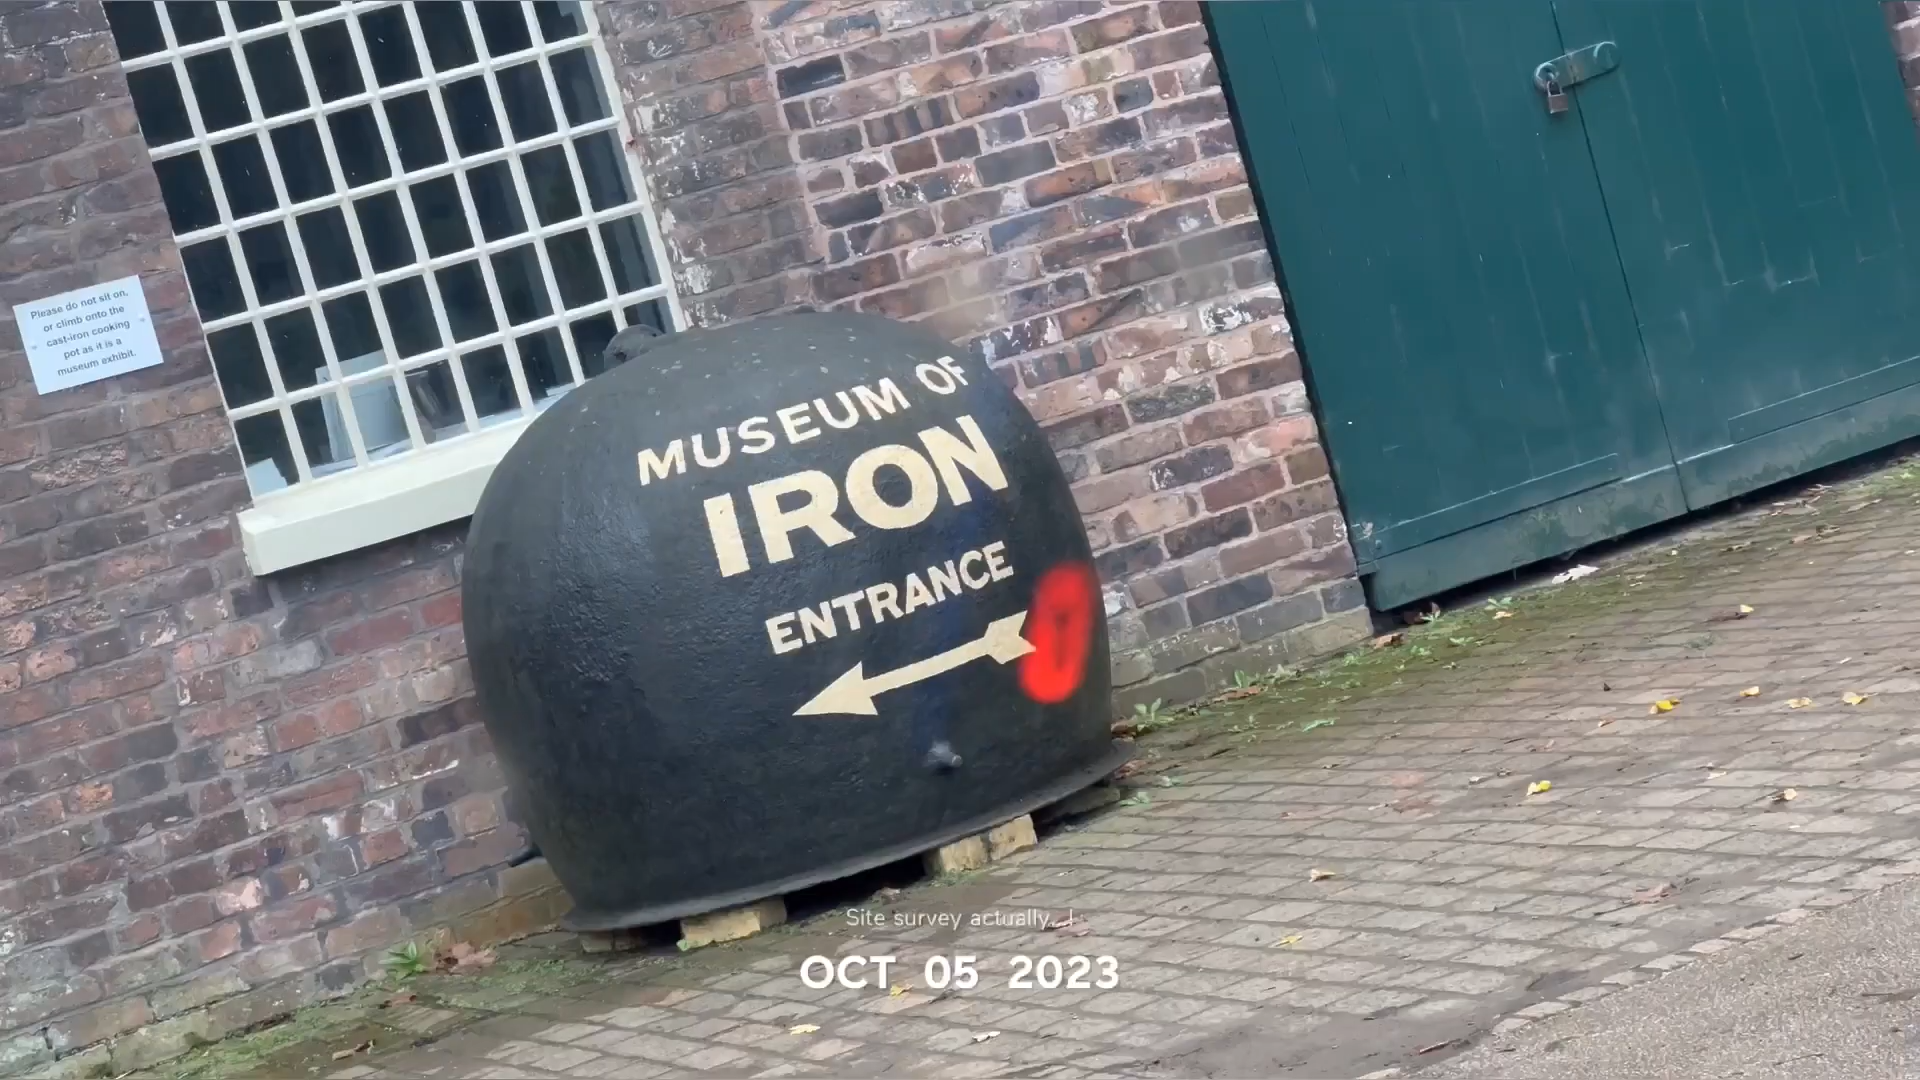 Please do not sit on,
or climb onto the
cast-iron cooking
pot as it is a
museum exhibit.
MUSEUM OF
IRON
ENTRANCE
Site survey actually...!
OCT 05 2023